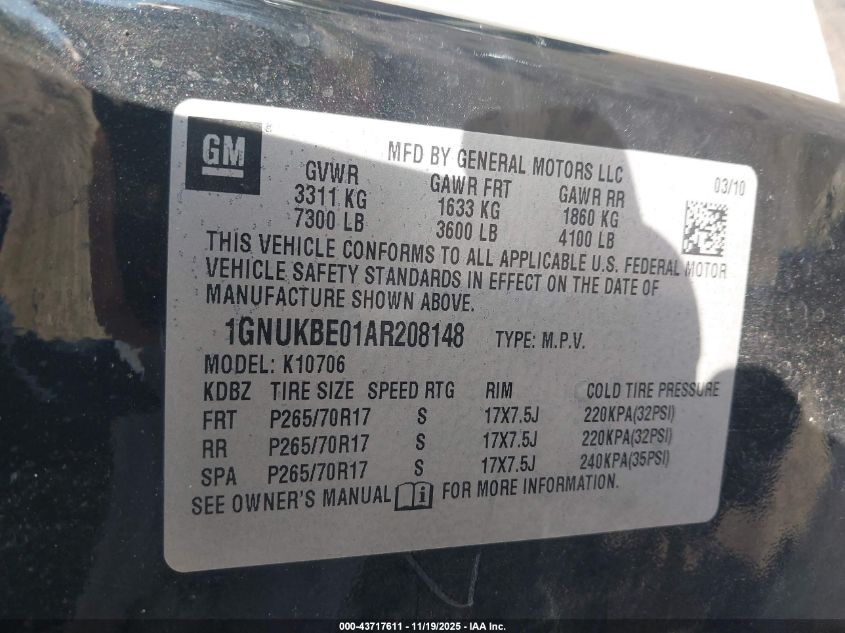 GM
MFD BY GENERAL MOTORS LLC
03/10
GVWR GAWR FRT GAWR RR
3311 KG 1633 KG 1860 KG
7300 LB 3600 LB 4100 LB
THIS VEHICLE CONFORMS TO ALL APPLICABLE U.S. FEDERAL MOTOR
VEHICLE SAFETY STANDARDS IN EFFECT ON THE DATE OF
MANUFACTURE SHOWN ABOVE.
1GNUKBE01AR208148 TYPE: M.P.V.
MODEL: K10706
KDBZ TIRE SIZE SPEED RTG RIM COLD TIRE PRESSURE
FRT P265/70R17 S 17X7.5J 220KPA(32PSI)
RR P265/70R17 S 17X7.5J 220KPA(32PSI)
SPA P265/70R17 S 17X7.5J 240KPA(35PSI)
SEE OWNER'S MANUAL FOR MORE INFORMATION.
000-43717611 - 11/19/2025 - IAA Inc.